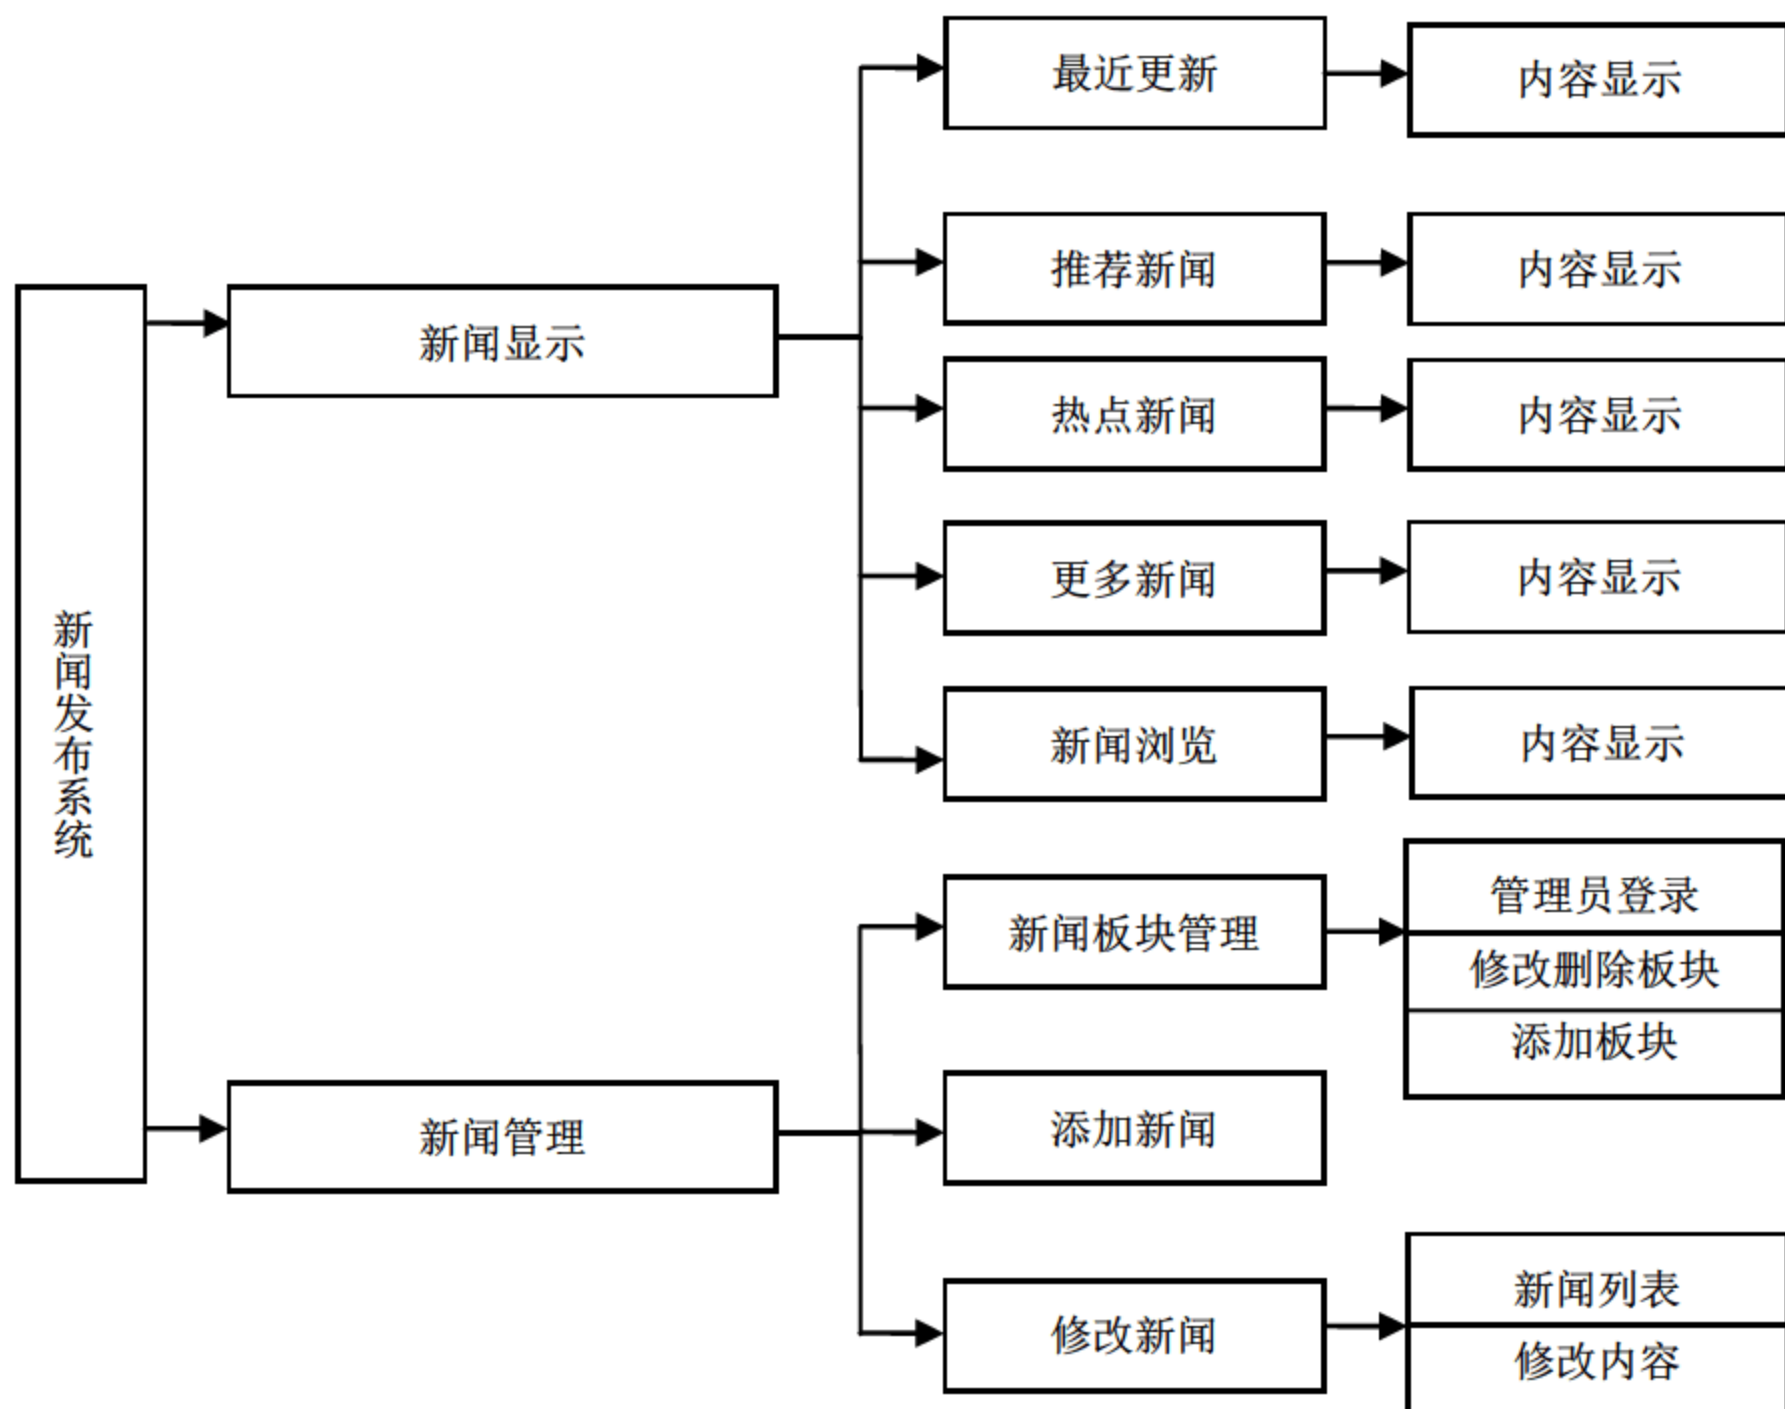 最近更新
内容显示
推荐新闻
内容显示
新闻显示
热点新闻
内容显示
更多新闻
内容显示
新闻发布系统
新闻浏览
内容显示
新闻板块管理
管理员登录
修改删除板块
添加板块
新闻管理
添加新闻
修改新闻
新闻列表
修改内容